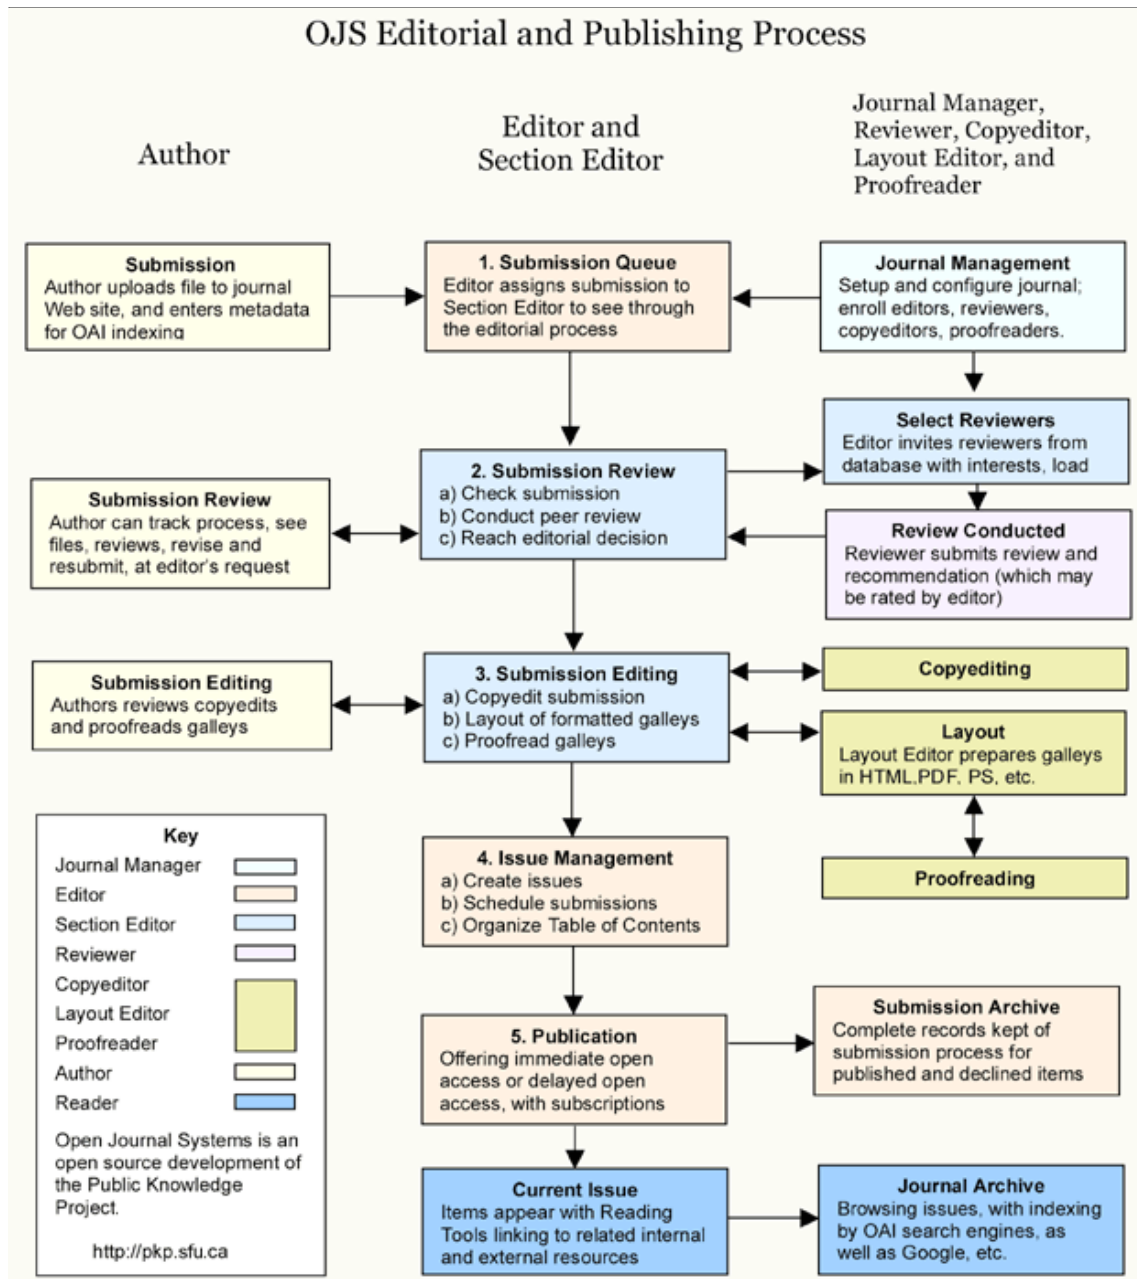 OJS Editorial and Publishing Process
Author
Editor and
Section Editor
Journal Manager,
Reviewer, Copyeditor,
Layout Editor, and
Proofreader
Submission
Author uploads file to journal
Web site, and enters metadata
for OAI indexing
1. Submission Queue
Editor assigns submission to
Section Editor to see through
the editorial process
Journal Management
Setup and configure journal;
enroll editors, reviewers,
copyeditors, proofreaders.
Select Reviewers
Editor invites reviewers from
database with interests, load
2. Submission Review
a) Check submission
b) Conduct peer review
c) Reach editorial decision
Submission Review
Author can track process, see
files, reviews, revise and
resubmit, at editor's request
Review Conducted
Reviewer submits review and
recommendation (which may
be rated by editor)
Submission Editing
Authors reviews copyedits
and proofreads galleys
3. Submission Editing
a) Copyedit submission
b) Layout of formatted galleys
c) Proofread galleys
Copyediting
Layout
Layout Editor prepares galleys
in HTML,PDF, PS, etc.
Proofreading
4. Issue Management
a) Create issues
b) Schedule submissions
c) Organize Table of Contents
5. Publication
Offering immediate open
access or delayed open
access, with subscriptions
Submission Archive
Complete records kept of
submission process for
published and declined items
Current Issue
Items appear with Reading
Tools linking to related internal
and external resources
Journal Archive
Browsing issues, with indexing
by OAI search engines, as
well as Google, etc.
Key
Journal Manager
Editor
Section Editor
Reviewer
Copyeditor
Layout Editor
Proofreader
Author
Reader
Open Journal Systems is an
open source development of
the Public Knowledge
Project.
http://pkp.sfu.ca